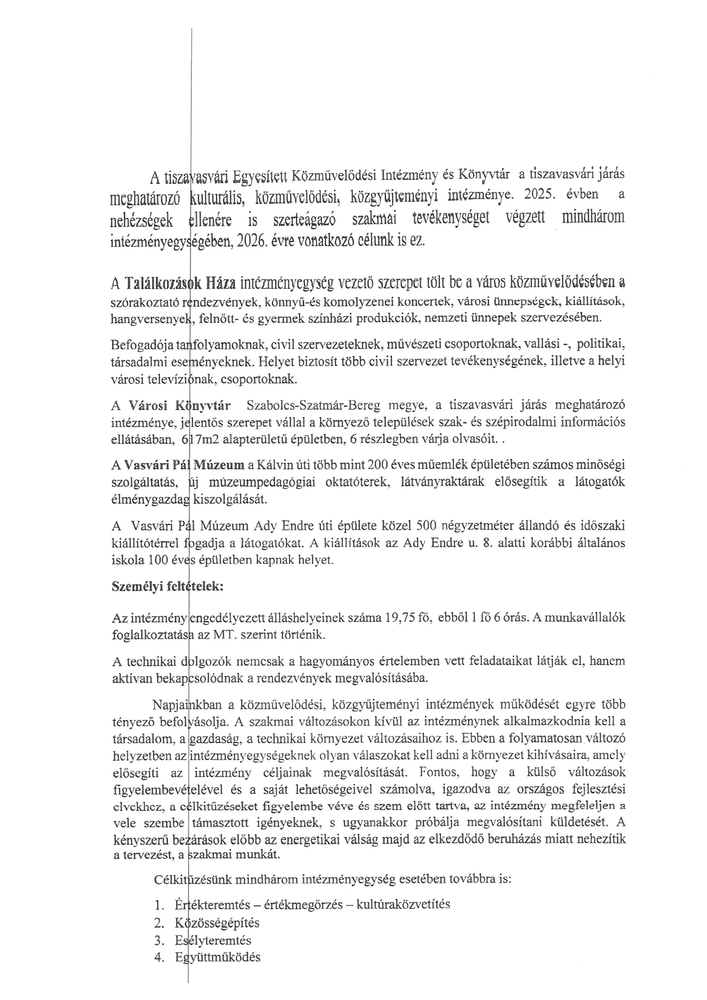 A tiszavasvári Egyesített Közművelődési Intézmény és Könyvtár a tiszavasvári járás
meghatározó kulturális, közművelődési, közgyűjteményi intézménye. 2025. évben a
nehézségek ellenére is szerteágazó szakmai tevékenységet végzett mindhárom
intézményegységében, 2026. évre vonatkozó célunk is ez.
A Találkozások Háza intézményegység vezető szerepet tölt be a város közművelődésében a
szórakoztató rendezvények, könnyű-és komolyzenei koncertek, városi ünnepségek, kiállítások,
hangversenyek, felnőtt- és gyermek színházi produkciók, nemzeti ünnepek szervezésében.
Befogadója tanfolyamoknak, civil szervezeteknek, művészeti csoportoknak, vallási -, politikai,
társadalmi eseményeknek. Helyet biztosít több civil szervezet tevékenységének, illetve a helyi
városi televíziónak, csoportoknak.
A Városi Könyvtár Szabolcs-Szatmár-Bereg megye, a tiszavasvári járás meghatározó
intézménye, jelentős szerepet vállal a környező települések szak- és szépirodalmi információs
ellátásában, 617m2 alapterületű épületben, 6 részlegben várja olvasóit. .
A Vasvári Pál Múzeum a Kálvin úti több mint 200 éves műemlék épületében számos minőségi
szolgáltatás, új múzeumpedagógiai oktatóterek, látványraktárak elősegítik a látogatók
élménygazdag kiszolgálását.
A Vasvári Pál Múzeum Ady Endre úti épülete közel 500 négyzetméter állandó és időszaki
kiállítótérrel fogadja a látogatókat. A kiállítások az Ady Endre u. 8. alatti korábbi általános
iskola 100 éves épületben kapnak helyet.
Személyi feltételek:
Az intézmény engedélyezett álláshelyeinek száma 19,75 fő, ebből 1 fő 6 órás. A munkavállalók
foglalkoztatása az MT. szerint történik.
A technikai dolgozók nemcsak a hagyományos értelemben vett feladataikat látják el, hanem
aktívan bekapcsolódnak a rendezvények megvalósításába.
Napjainkban a közművelődési, közgyűjteményi intézmények működését egyre több
tényező befolyásolja. A szakmai változásokon kívül az intézménynek alkalmazkodnia kell a
társadalom, a gazdaság, a technikai környezet változásaihoz is. Ebben a folyamatosan változó
helyzetben az intézményegységeknek olyan válaszokat kell adni a környezet kihívásaira, amely
elősegíti az intézmény céljainak megvalósítását. Fontos, hogy a külső változások
figyelembevételével és a saját lehetőségeivel számolva, igazodva az országos fejlesztési
elvekhez, a célkitűzéseket figyelembe véve és szem előtt tartva, az intézmény megfeleljen a
vele szembe támasztott igényeknek, s ugyanakkor próbálja megvalósítani küldetését. A
kényszerű bezárások előbb az energetikai válság majd az elkezdődő beruházás miatt nehezítik
a tervezést, a szakmai munkát.
Célkitűzésünk mindhárom intézményegység esetében továbbra is:
1. Értékteremtés – értékmegőrzés – kultúraközvetítés
2. Közösségépítés
3. Esélyteremtés
4. Együttműködés